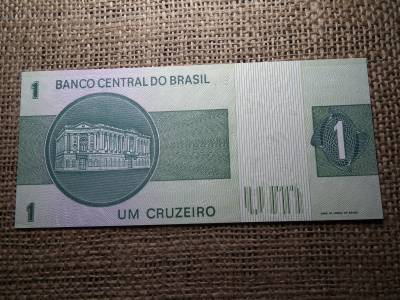 1
BANCO CENTRAL DO BRASIL
1
1
UM CRUZEIRO
um